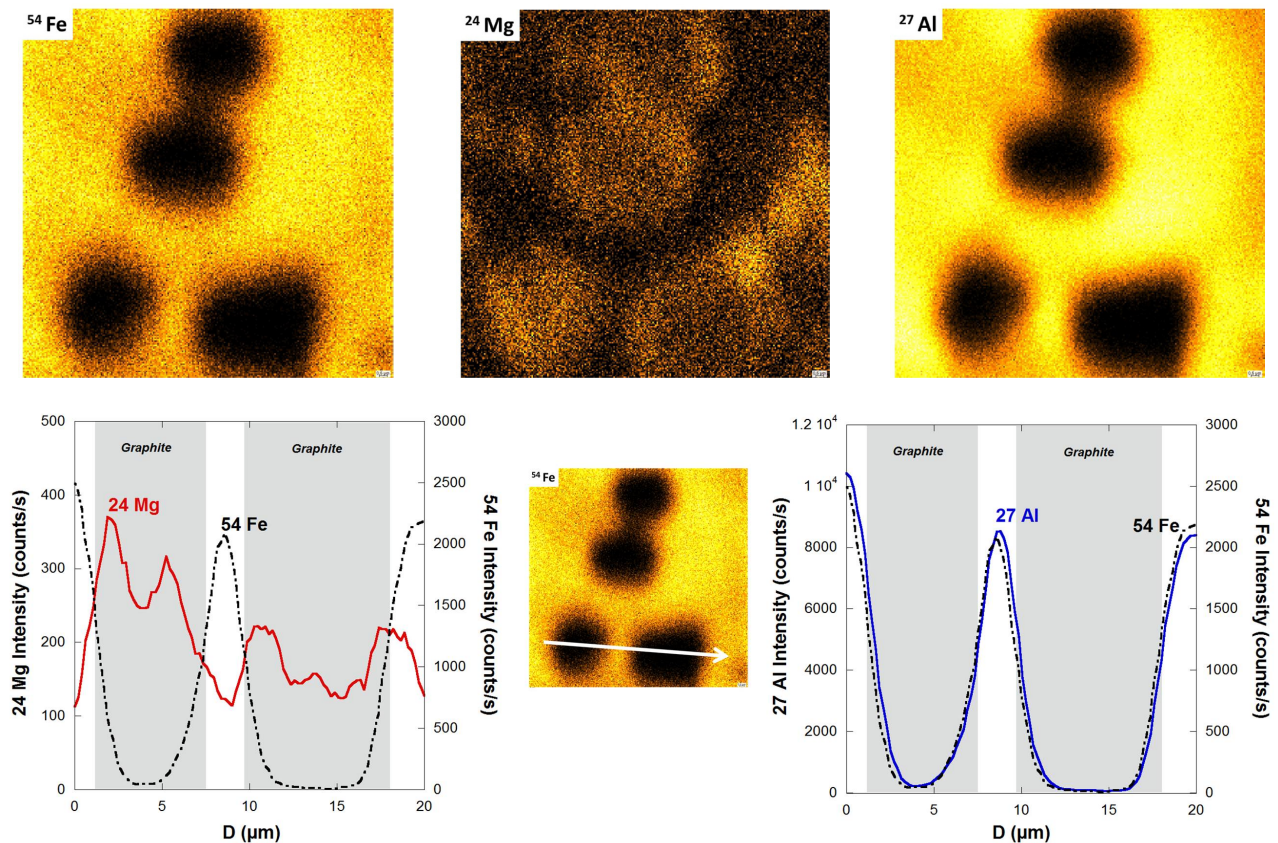 54 Fe
24 Mg
27 Al
500
400
300
200
100
0
24 Mg Intensity (counts/s)
Graphite
Graphite
24 Mg
54 Fe
3000
2500
2000
1500
1000
500
0
54 Fe Intensity (counts/s)
0
5
10
15
20
D (µm)
54 Fe
1.2 10⁴
1 10⁴
8000
6000
4000
2000
0
27 Al Intensity (counts/s)
Graphite
Graphite
27 Al
54 Fe
3000
2500
2000
1500
1000
500
0
54 Fe Intensity (counts/s)
0
5
10
15
20
D (µm)